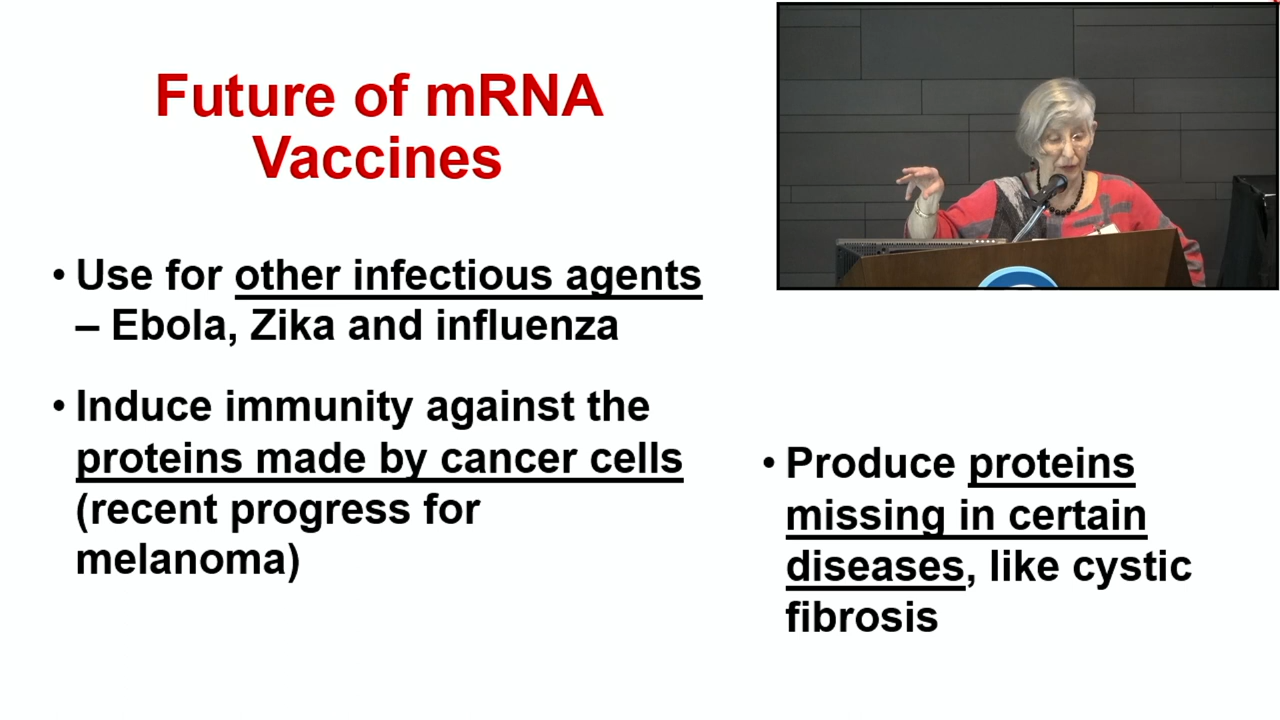 Future of mRNA
Vaccines
• Use for other infectious agents
– Ebola, Zika and influenza
• Induce immunity against the
proteins made by cancer cells
(recent progress for
melanoma)
• Produce proteins
missing in certain
diseases, like cystic
fibrosis